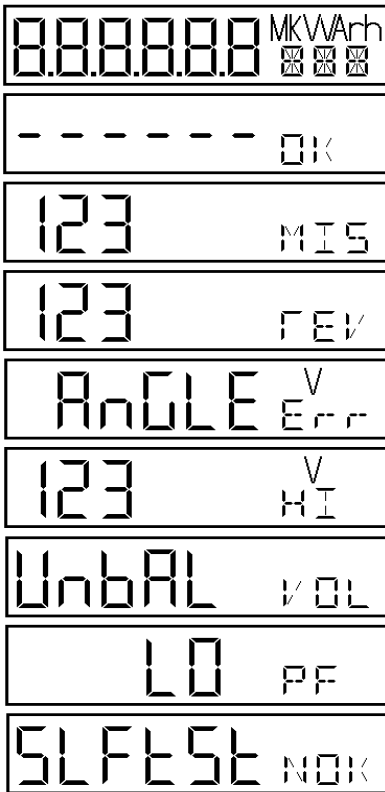 8.8.8.8.8.8 MKVVArh
------ OK
123 MIS
123 rEV
AnGLE V Err
123 V HI
UnbAL VOL
LO PF
SLFtSt NOK